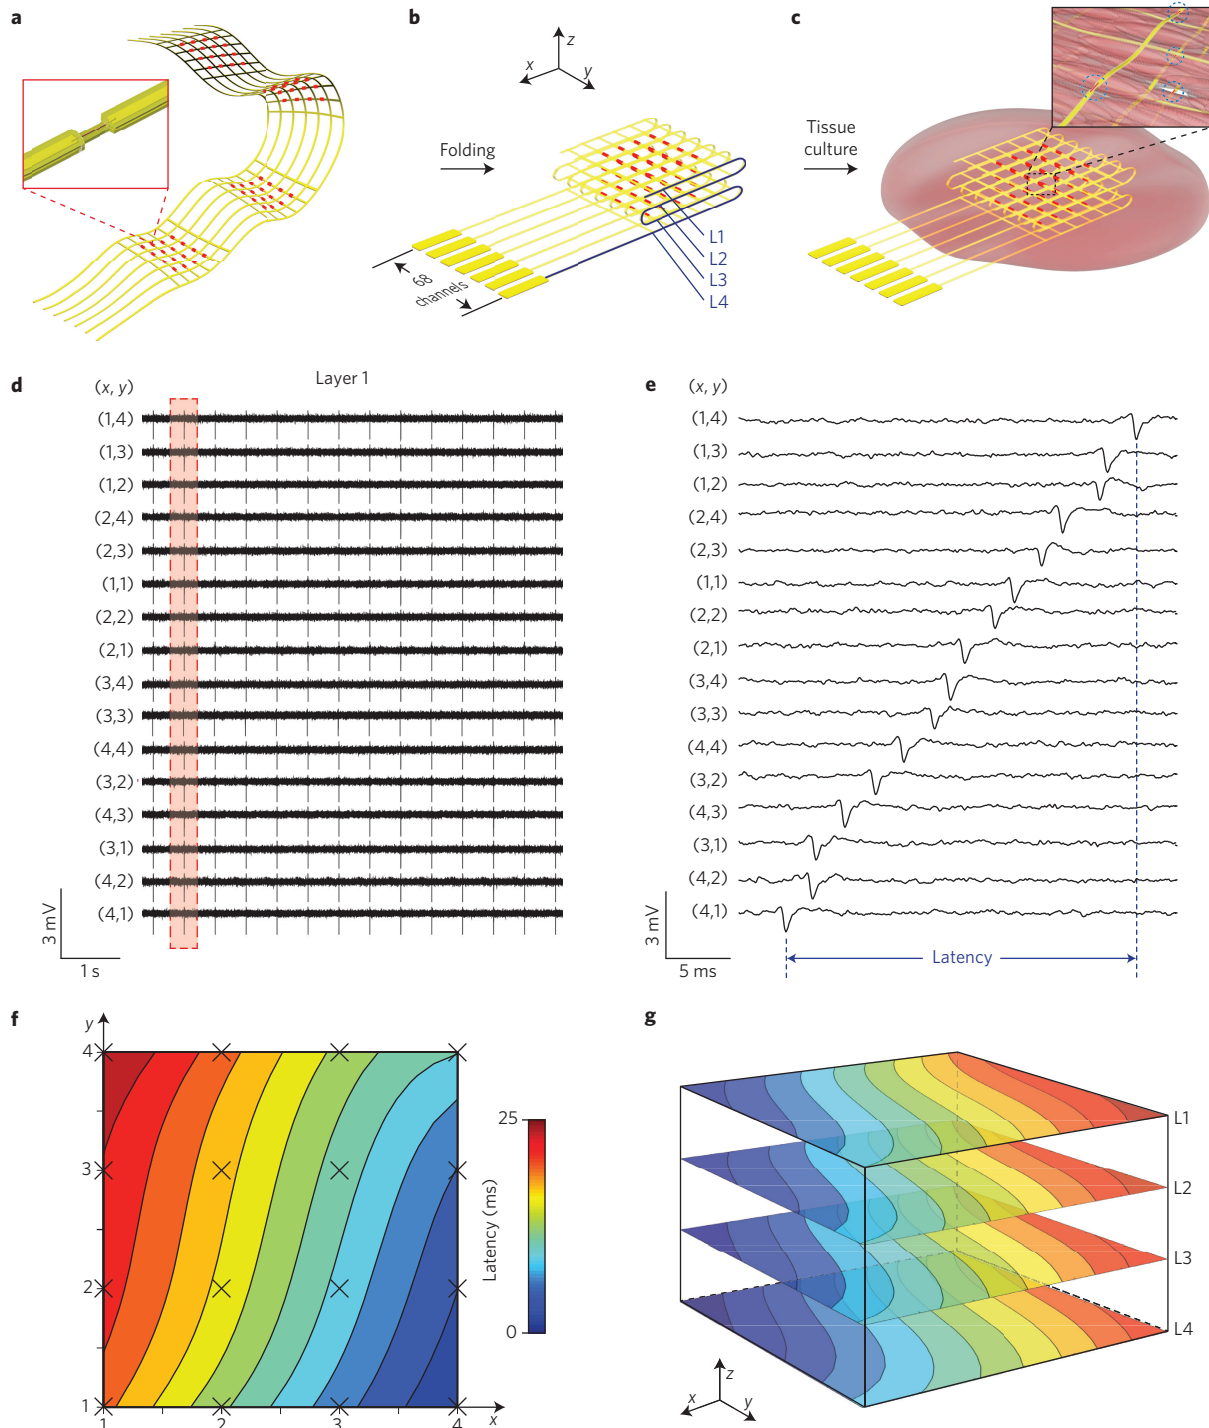 a
b
c
z
x
y
Folding
Tissue
culture
68
channels
L1
L2
L3
L4
d
(x, y)
Layer 1
(1,4)
(1,3)
(1,2)
(2,4)
(2,3)
(1,1)
(2,2)
(2,1)
(3,4)
(3,3)
(4,4)
(3,2)
(4,3)
(3,1)
(4,2)
(4,1)
3 mV
1 s
e
(x, y)
(1,4)
(1,3)
(1,2)
(2,4)
(2,3)
(1,1)
(2,2)
(2,1)
(3,4)
(3,3)
(4,4)
(3,2)
(4,3)
(3,1)
(4,2)
(4,1)
3 mV
5 ms
Latency
f
y
4
3
2
1
1
2
3
4
x
25
Latency (ms)
0
g
L1
L2
L3
L4
z
x
y